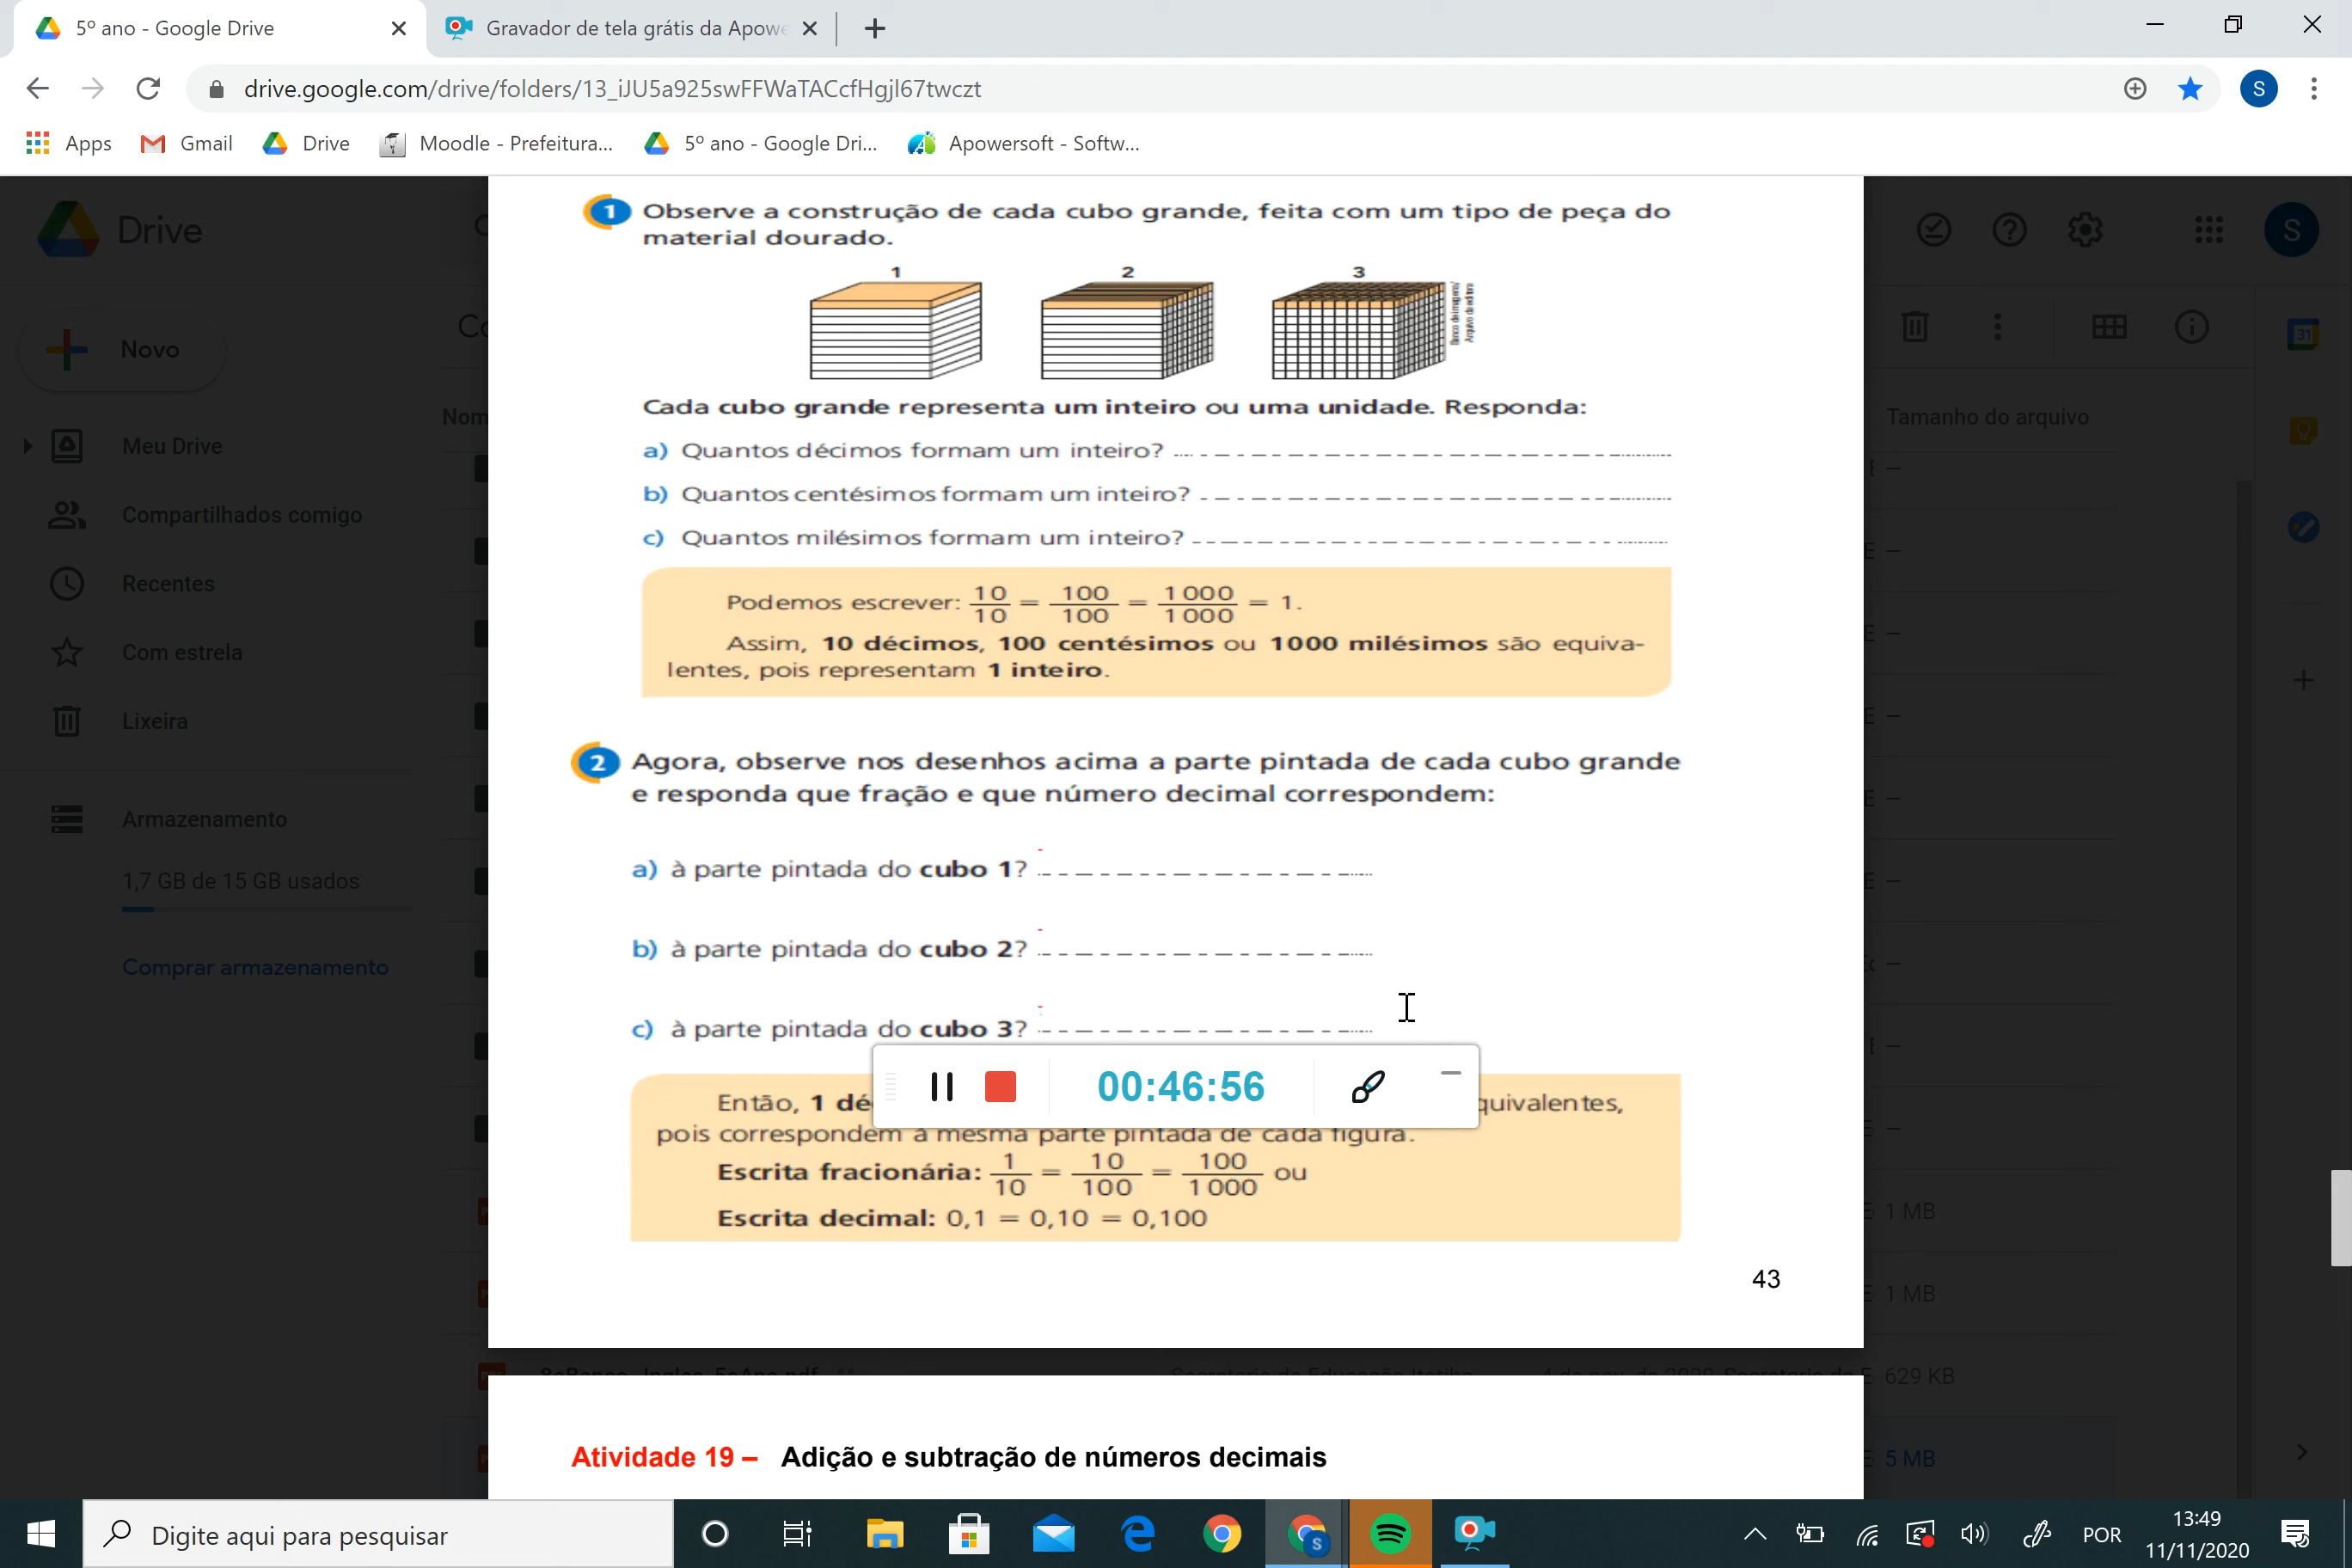 5º ano - Google Drive
Gravador de tela grátis da Apowe
drive.google.com/drive/folders/13_iJU5a925swFFWaTACcfHgjl67twczt
S
Apps
Gmail
Drive
Moodle - Prefeitura...
5º ano - Google Dri...
Apowersoft - Softw...
Drive
S
Novo
Meu Drive
Compartilhados comigo
Recentes
Com estrela
Lixeira
Armazenamento
1,7 GB de 15 GB usados
Comprar armazenamento
Nom
Tamanho do arquivo
31
1 Observe a construção de cada cubo grande, feita com um tipo de peça do
material dourado.
1 2 3
Banco de imagens/
Arquivo da editora
Cada cubo grande representa um inteiro ou uma unidade. Responda:
a) Quantos décimos formam um inteiro?
b) Quantos centésimos formam um inteiro?
c) Quantos milésimos formam um inteiro?
Podemos escrever: 10/10 = 100/100 = 1 000/1 000 = 1.
Assim, 10 décimos, 100 centésimos ou 1000 milésimos são equiva-
lentes, pois representam 1 inteiro.
2 Agora, observe nos desenhos acima a parte pintada de cada cubo grande
e responda que fração e que número decimal correspondem:
a) à parte pintada do cubo 1?
b) à parte pintada do cubo 2?
c) à parte pintada do cubo 3?
00:46:56
Então, 1 dé
quivalentes,
pois correspondem à mesma parte pintada de cada figura.
Escrita fracionária: 1/10 = 10/100 = 100/1 000 ou
Escrita decimal: 0,1 = 0,10 = 0,100
43
1 MB
1 MB
629 KB
5 MB
Atividade 19 – Adição e subtração de números decimais
Digite aqui para pesquisar
POR
13:49
11/11/2020